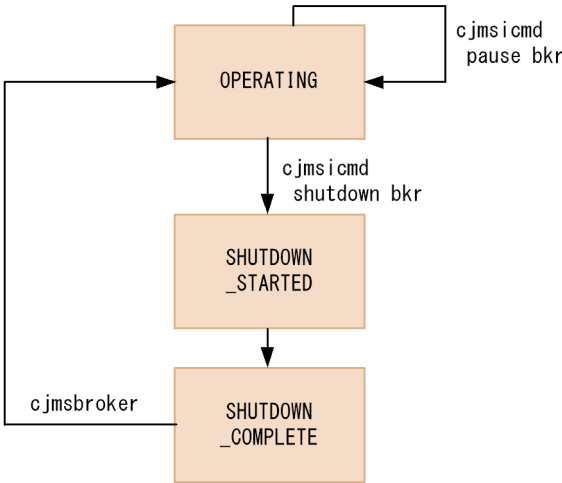 cjmsicmd
pause bkr
OPERATING
cjmsicmd
shutdown bkr
SHUTDOWN
_STARTED
cjmsbroker
SHUTDOWN
_COMPLETE